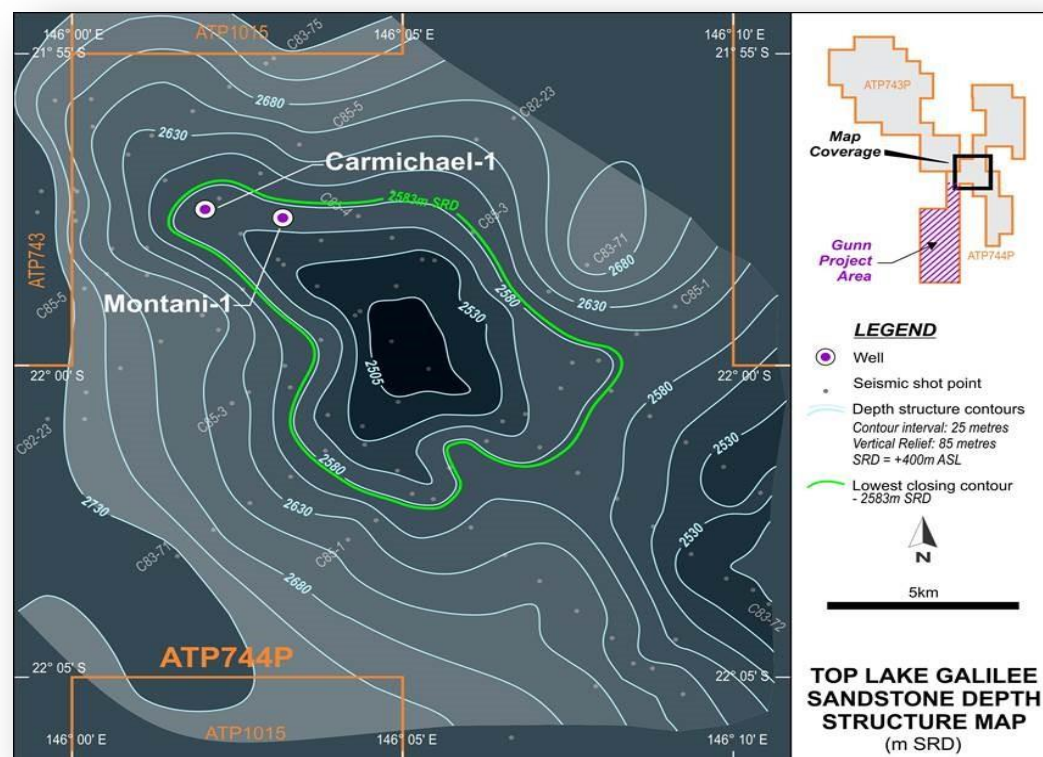 146° 00' E
ATP1015
C83-75
146° 05' E
146° 10' E
21° 55' S
21° 55' S
2680
C85-5
C82-23
2630
Carmichael-1
2583m SRD
C85-4
C85-3
C83-71
2680
ATP743
Montani-1
C85-5
2580
2530
2630
C85-1
22° 00' S
2505
2580
22° 00' S
C82-23
C85-3
2580
2530
2730
2630
2530
C83-71
C85-1
2680
C83-72
ATP744P
22° 05' S
22° 05' S
ATP1015
146° 00' E
146° 05' E
146° 10' E
ATP743P
Map
Coverage
Gunn
Project
Area
ATP744P
LEGEND
Well
Seismic shot point
Depth structure contours
Contour interval: 25 metres
Vertical Relief: 85 metres
SRD = +400m ASL
Lowest closing contour
- 2583m SRD
N
5km
TOP LAKE GALILEE
SANDSTONE DEPTH
STRUCTURE MAP
(m SRD)